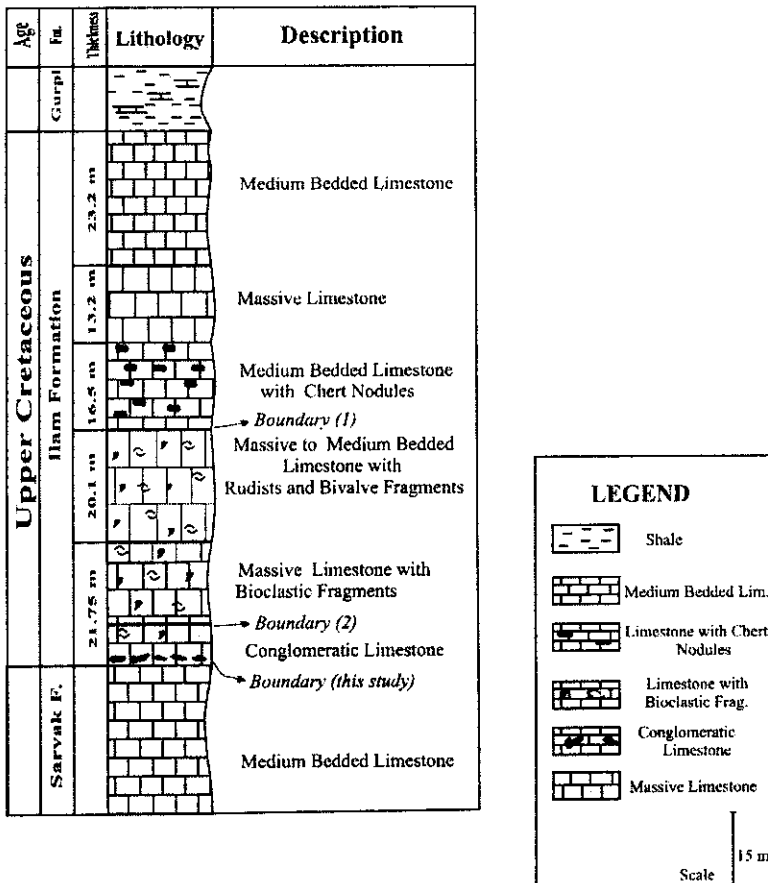 Age
Fm.
Thickness
Lithology
Description
Gurpi
Upper Cretaceous
Ilam Formation
Sarvak F.
23.2 m
13.2 m
16.5 m
20.1 m
21.75 m
Medium Bedded Limestone
Massive Limestone
Medium Bedded Limestone
with Chert Nodules
Boundary (1)
Massive to Medium Bedded
Limestone with
Rudists and Bivalve Fragments
Massive Limestone with
Bioclastic Fragments
Boundary (2)
Conglomeratic Limestone
Boundary (this study)
Medium Bedded Limestone
LEGEND
Shale
Medium Bedded Lim.
Limestone with Chert
Nodules
Limestone with
Bioclastic Frag.
Conglomeratic
Limestone
Massive Limestone
15 m
Scale